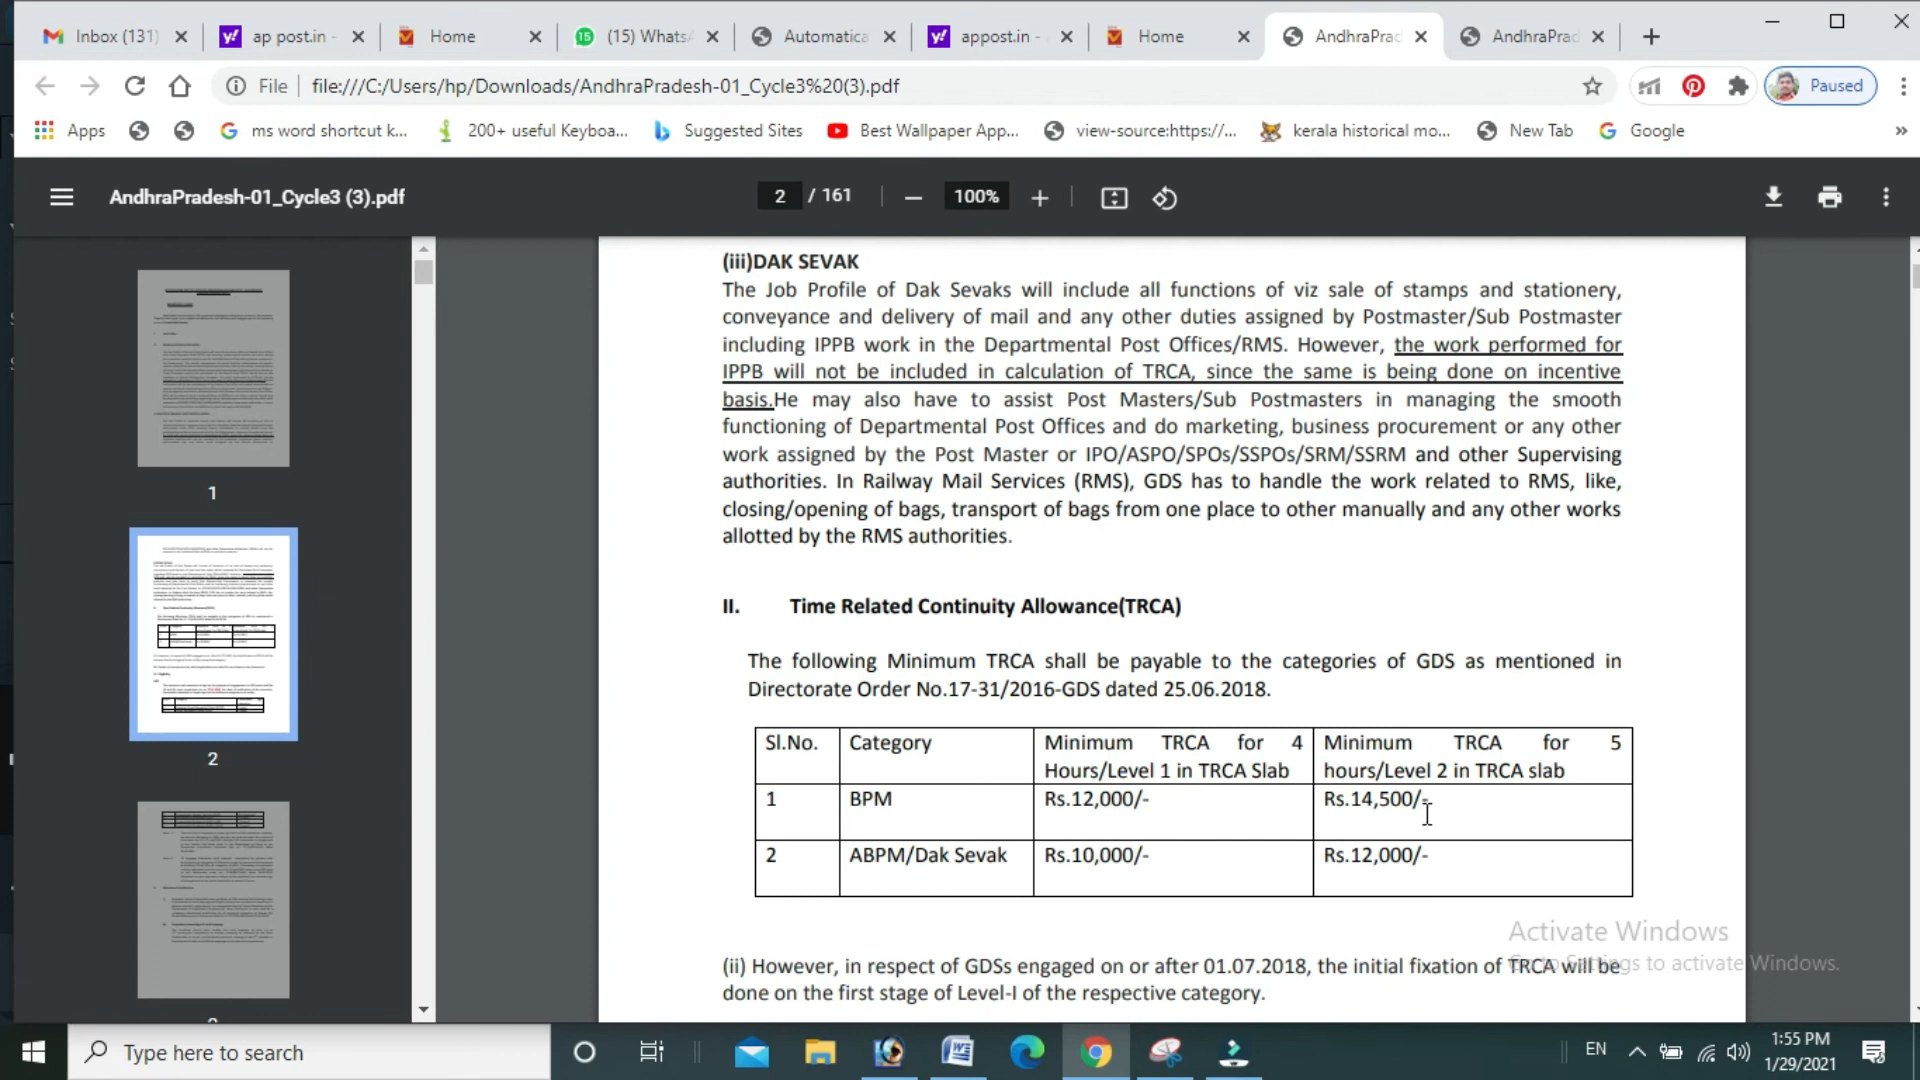 Inbox (131)
ap post.in -
Home
(15) Whats
Automatica
appost.in -
Home
AndhraPrad
AndhraPrad
File
file:///C:/Users/hp/Downloads/AndhraPradesh-01_Cycle3%20(3).pdf
Paused
Apps
ms word shortcut k...
200+ useful Keyboa...
Suggested Sites
Best Wallpaper App...
view-source:https://...
kerala historical mo...
New Tab
Google
AndhraPradesh-01_Cycle3 (3).pdf
2 / 161
100%
1
2
(iii)DAK SEVAK
The Job Profile of Dak Sevaks will include all functions of viz sale of stamps and stationery,
conveyance and delivery of mail and any other duties assigned by Postmaster/Sub Postmaster
including IPPB work in the Departmental Post Offices/RMS. However, the work performed for
IPPB will not be included in calculation of TRCA, since the same is being done on incentive
basis.He may also have to assist Post Masters/Sub Postmasters in managing the smooth
functioning of Departmental Post Offices and do marketing, business procurement or any other
work assigned by the Post Master or IPO/ASPO/SPOs/SSPOs/SRM/SSRM and other Supervising
authorities. In Railway Mail Services (RMS), GDS has to handle the work related to RMS, like,
closing/opening of bags, transport of bags from one place to other manually and any other works
allotted by the RMS authorities.
II. Time Related Continuity Allowance(TRCA)
The following Minimum TRCA shall be payable to the categories of GDS as mentioned in
Directorate Order No.17-31/2016-GDS dated 25.06.2018.
Sl.No. Category Minimum TRCA for 4 Minimum TRCA for 5
Hours/Level 1 in TRCA Slab hours/Level 2 in TRCA slab
1 BPM Rs.12,000/- Rs.14,500/-
2 ABPM/Dak Sevak Rs.10,000/- Rs.12,000/-
(ii) However, in respect of GDSs engaged on or after 01.07.2018, the initial fixation of TRCA will be
done on the first stage of Level-I of the respective category.
Activate Windows
Go to Settings to activate Windows.
Type here to search
EN
1:55 PM
1/29/2021